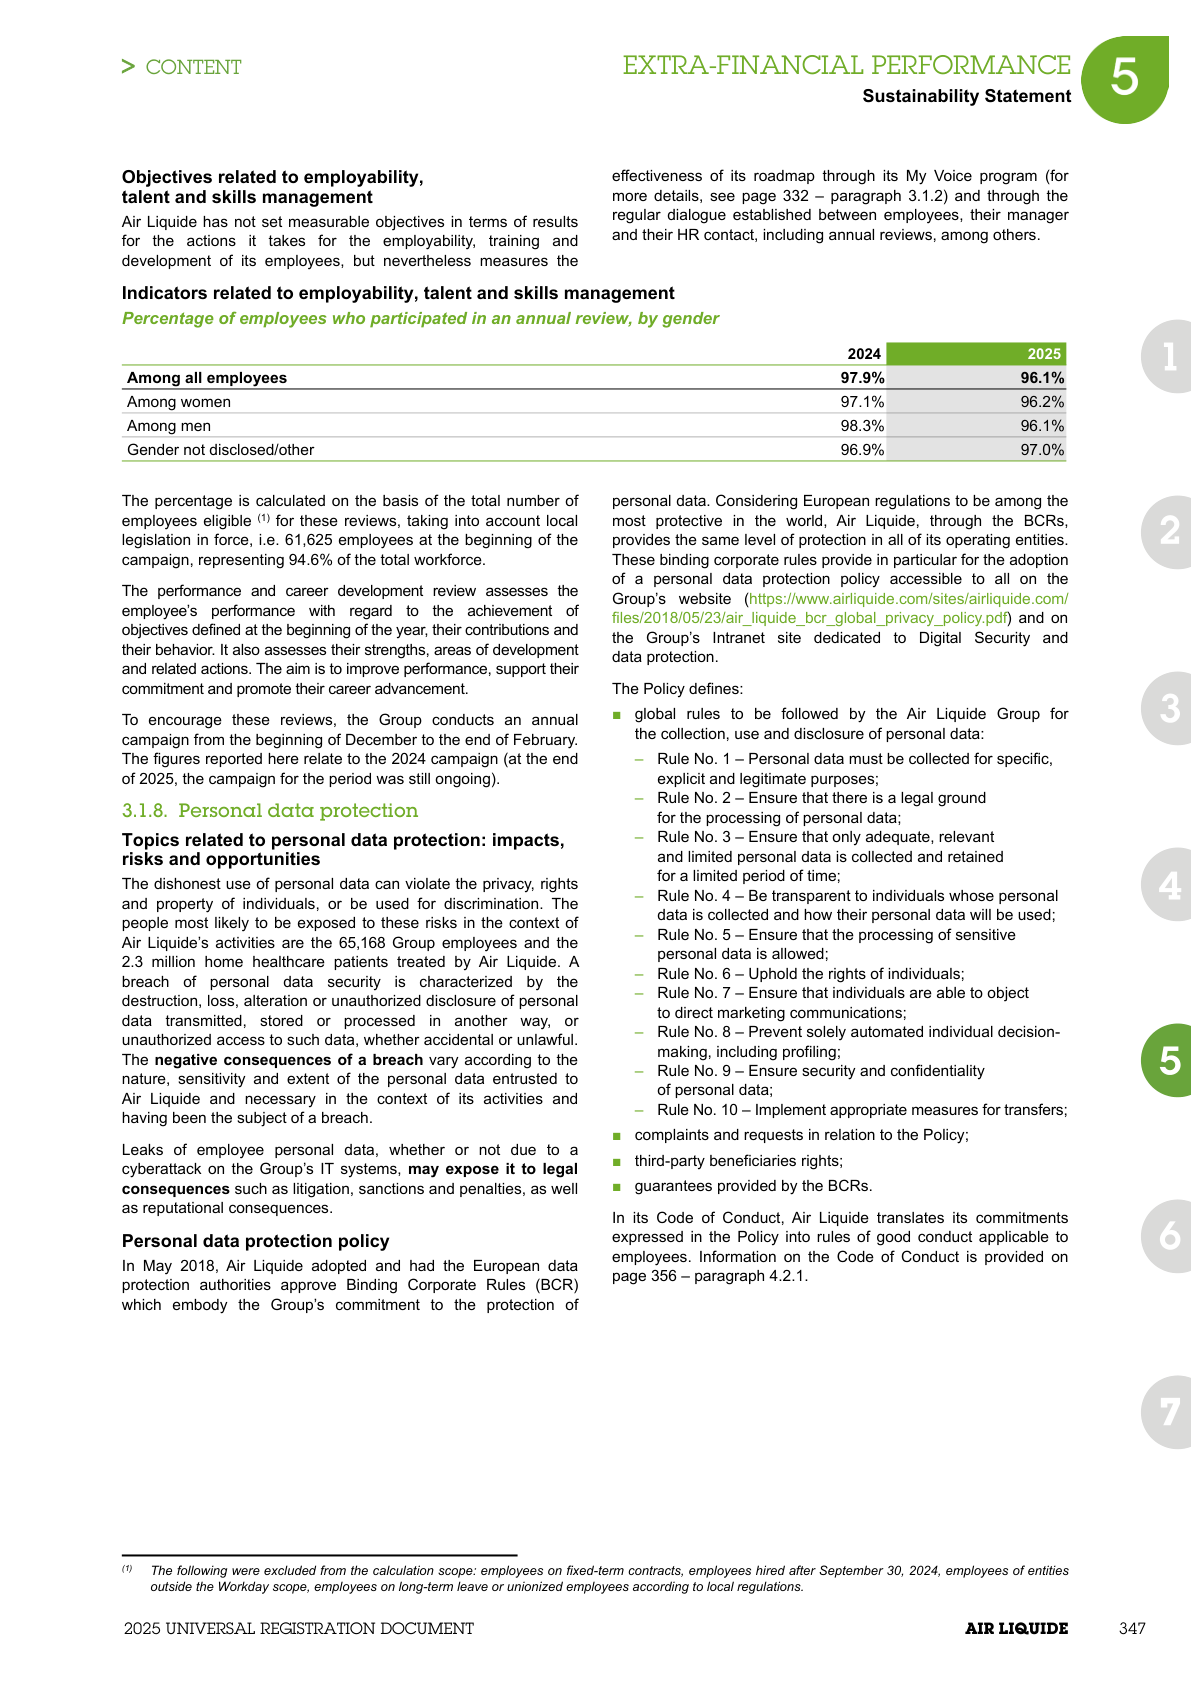 > CONTENT
EXTRA-FINANCIAL PERFORMANCE
Sustainability Statement
5
Objectives related to employability,
talent and skills management
Air Liquide has not set measurable objectives in terms of results
for the actions it takes for the employability, training and
development of its employees, but nevertheless measures the
effectiveness of its roadmap through its My Voice program (for
more details, see page 332 – paragraph 3.1.2) and through the
regular dialogue established between employees, their manager
and their HR contact, including annual reviews, among others.
Indicators related to employability, talent and skills management
Percentage of employees who participated in an annual review, by gender
2024 2025
Among all employees 97.9% 96.1%
Among women 97.1% 96.2%
Among men 98.3% 96.1%
Gender not disclosed/other 96.9% 97.0%
The percentage is calculated on the basis of the total number of
employees eligible (1) for these reviews, taking into account local
legislation in force, i.e. 61,625 employees at the beginning of the
campaign, representing 94.6% of the total workforce.
The performance and career development review assesses the
employee's performance with regard to the achievement of
objectives defined at the beginning of the year, their contributions and
their behavior. It also assesses their strengths, areas of development
and related actions. The aim is to improve performance, support their
commitment and promote their career advancement.
To encourage these reviews, the Group conducts an annual
campaign from the beginning of December to the end of February.
The figures reported here relate to the 2024 campaign (at the end
of 2025, the campaign for the period was still ongoing).
3.1.8. Personal data protection
Topics related to personal data protection: impacts,
risks and opportunities
The dishonest use of personal data can violate the privacy, rights
and property of individuals, or be used for discrimination. The
people most likely to be exposed to these risks in the context of
Air Liquide's activities are the 65,168 Group employees and the
2.3 million home healthcare patients treated by Air Liquide. A
breach of personal data security is characterized by the
destruction, loss, alteration or unauthorized disclosure of personal
data transmitted, stored or processed in another way, or
unauthorized access to such data, whether accidental or unlawful.
The negative consequences of a breach vary according to the
nature, sensitivity and extent of the personal data entrusted to
Air Liquide and necessary in the context of its activities and
having been the subject of a breach.
Leaks of employee personal data, whether or not due to a
cyberattack on the Group's IT systems, may expose it to legal
consequences such as litigation, sanctions and penalties, as well
as reputational consequences.
Personal data protection policy
In May 2018, Air Liquide adopted and had the European data
protection authorities approve Binding Corporate Rules (BCR)
which embody the Group's commitment to the protection of
personal data. Considering European regulations to be among the
most protective in the world, Air Liquide, through the BCRs,
provides the same level of protection in all of its operating entities.
These binding corporate rules provide in particular for the adoption
of a personal data protection policy accessible to all on the
Group's website (https://www.airliquide.com/sites/airliquide.com/
files/2018/05/23/air_liquide_bcr_global_privacy_policy.pdf) and on
the Group's Intranet site dedicated to Digital Security and
data protection.
The Policy defines:
■ global rules to be followed by the Air Liquide Group for
the collection, use and disclosure of personal data:
– Rule No. 1 – Personal data must be collected for specific,
explicit and legitimate purposes;
– Rule No. 2 – Ensure that there is a legal ground
for the processing of personal data;
– Rule No. 3 – Ensure that only adequate, relevant
and limited personal data is collected and retained
for a limited period of time;
– Rule No. 4 – Be transparent to individuals whose personal
data is collected and how their personal data will be used;
– Rule No. 5 – Ensure that the processing of sensitive
personal data is allowed;
– Rule No. 6 – Uphold the rights of individuals;
– Rule No. 7 – Ensure that individuals are able to object
to direct marketing communications;
– Rule No. 8 – Prevent solely automated individual decision-
making, including profiling;
– Rule No. 9 – Ensure security and confidentiality
of personal data;
– Rule No. 10 – Implement appropriate measures for transfers;
■ complaints and requests in relation to the Policy;
■ third-party beneficiaries rights;
■ guarantees provided by the BCRs.
In its Code of Conduct, Air Liquide translates its commitments
expressed in the Policy into rules of good conduct applicable to
employees. Information on the Code of Conduct is provided on
page 356 – paragraph 4.2.1.
1
2
3
4
5
6
7
(1) The following were excluded from the calculation scope: employees on fixed-term contracts, employees hired after September 30, 2024, employees of entities
outside the Workday scope, employees on long-term leave or unionized employees according to local regulations.
2025 UNIVERSAL REGISTRATION DOCUMENT
AIR LIQUIDE 347